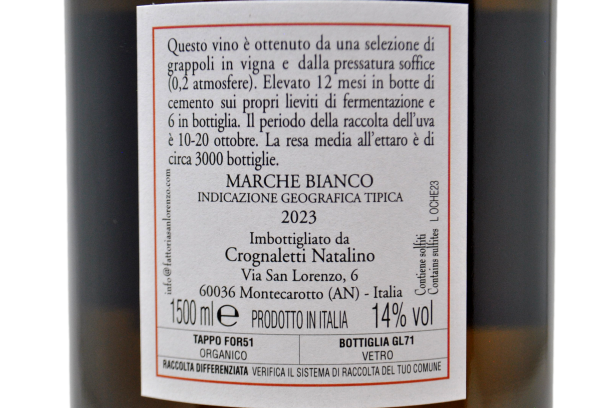 Questo vino è ottenuto da una selezione di
grappoli in vigna e dalla pressatura soffice
(0,2 atmosfere). Elevato 12 mesi in botte di
cemento sui propri lieviti di fermentazione e
6 in bottiglia. Il periodo della raccolta dell'uva
è 10-20 ottobre. La resa media all'ettaro è di
circa 3000 bottiglie.
MARCHE BIANCO
INDICAZIONE GEOGRAFICA TIPICA
2023
Imbottigliato da
Crognaletti Natalino
Via San Lorenzo, 6
60036 Montecarotto (AN) - Italia
info@fattoriasanlorenzo.com
Contiene solfiti
Contains sulfites
L OCHE23
1500 ml e PRODOTTO IN ITALIA 14% vol
TAPPO FOR51
ORGANICO
BOTTIGLIA GL71
VETRO
RACCOLTA DIFFERENZIATA VERIFICA IL SISTEMA DI RACCOLTA DEL TUO COMUNE